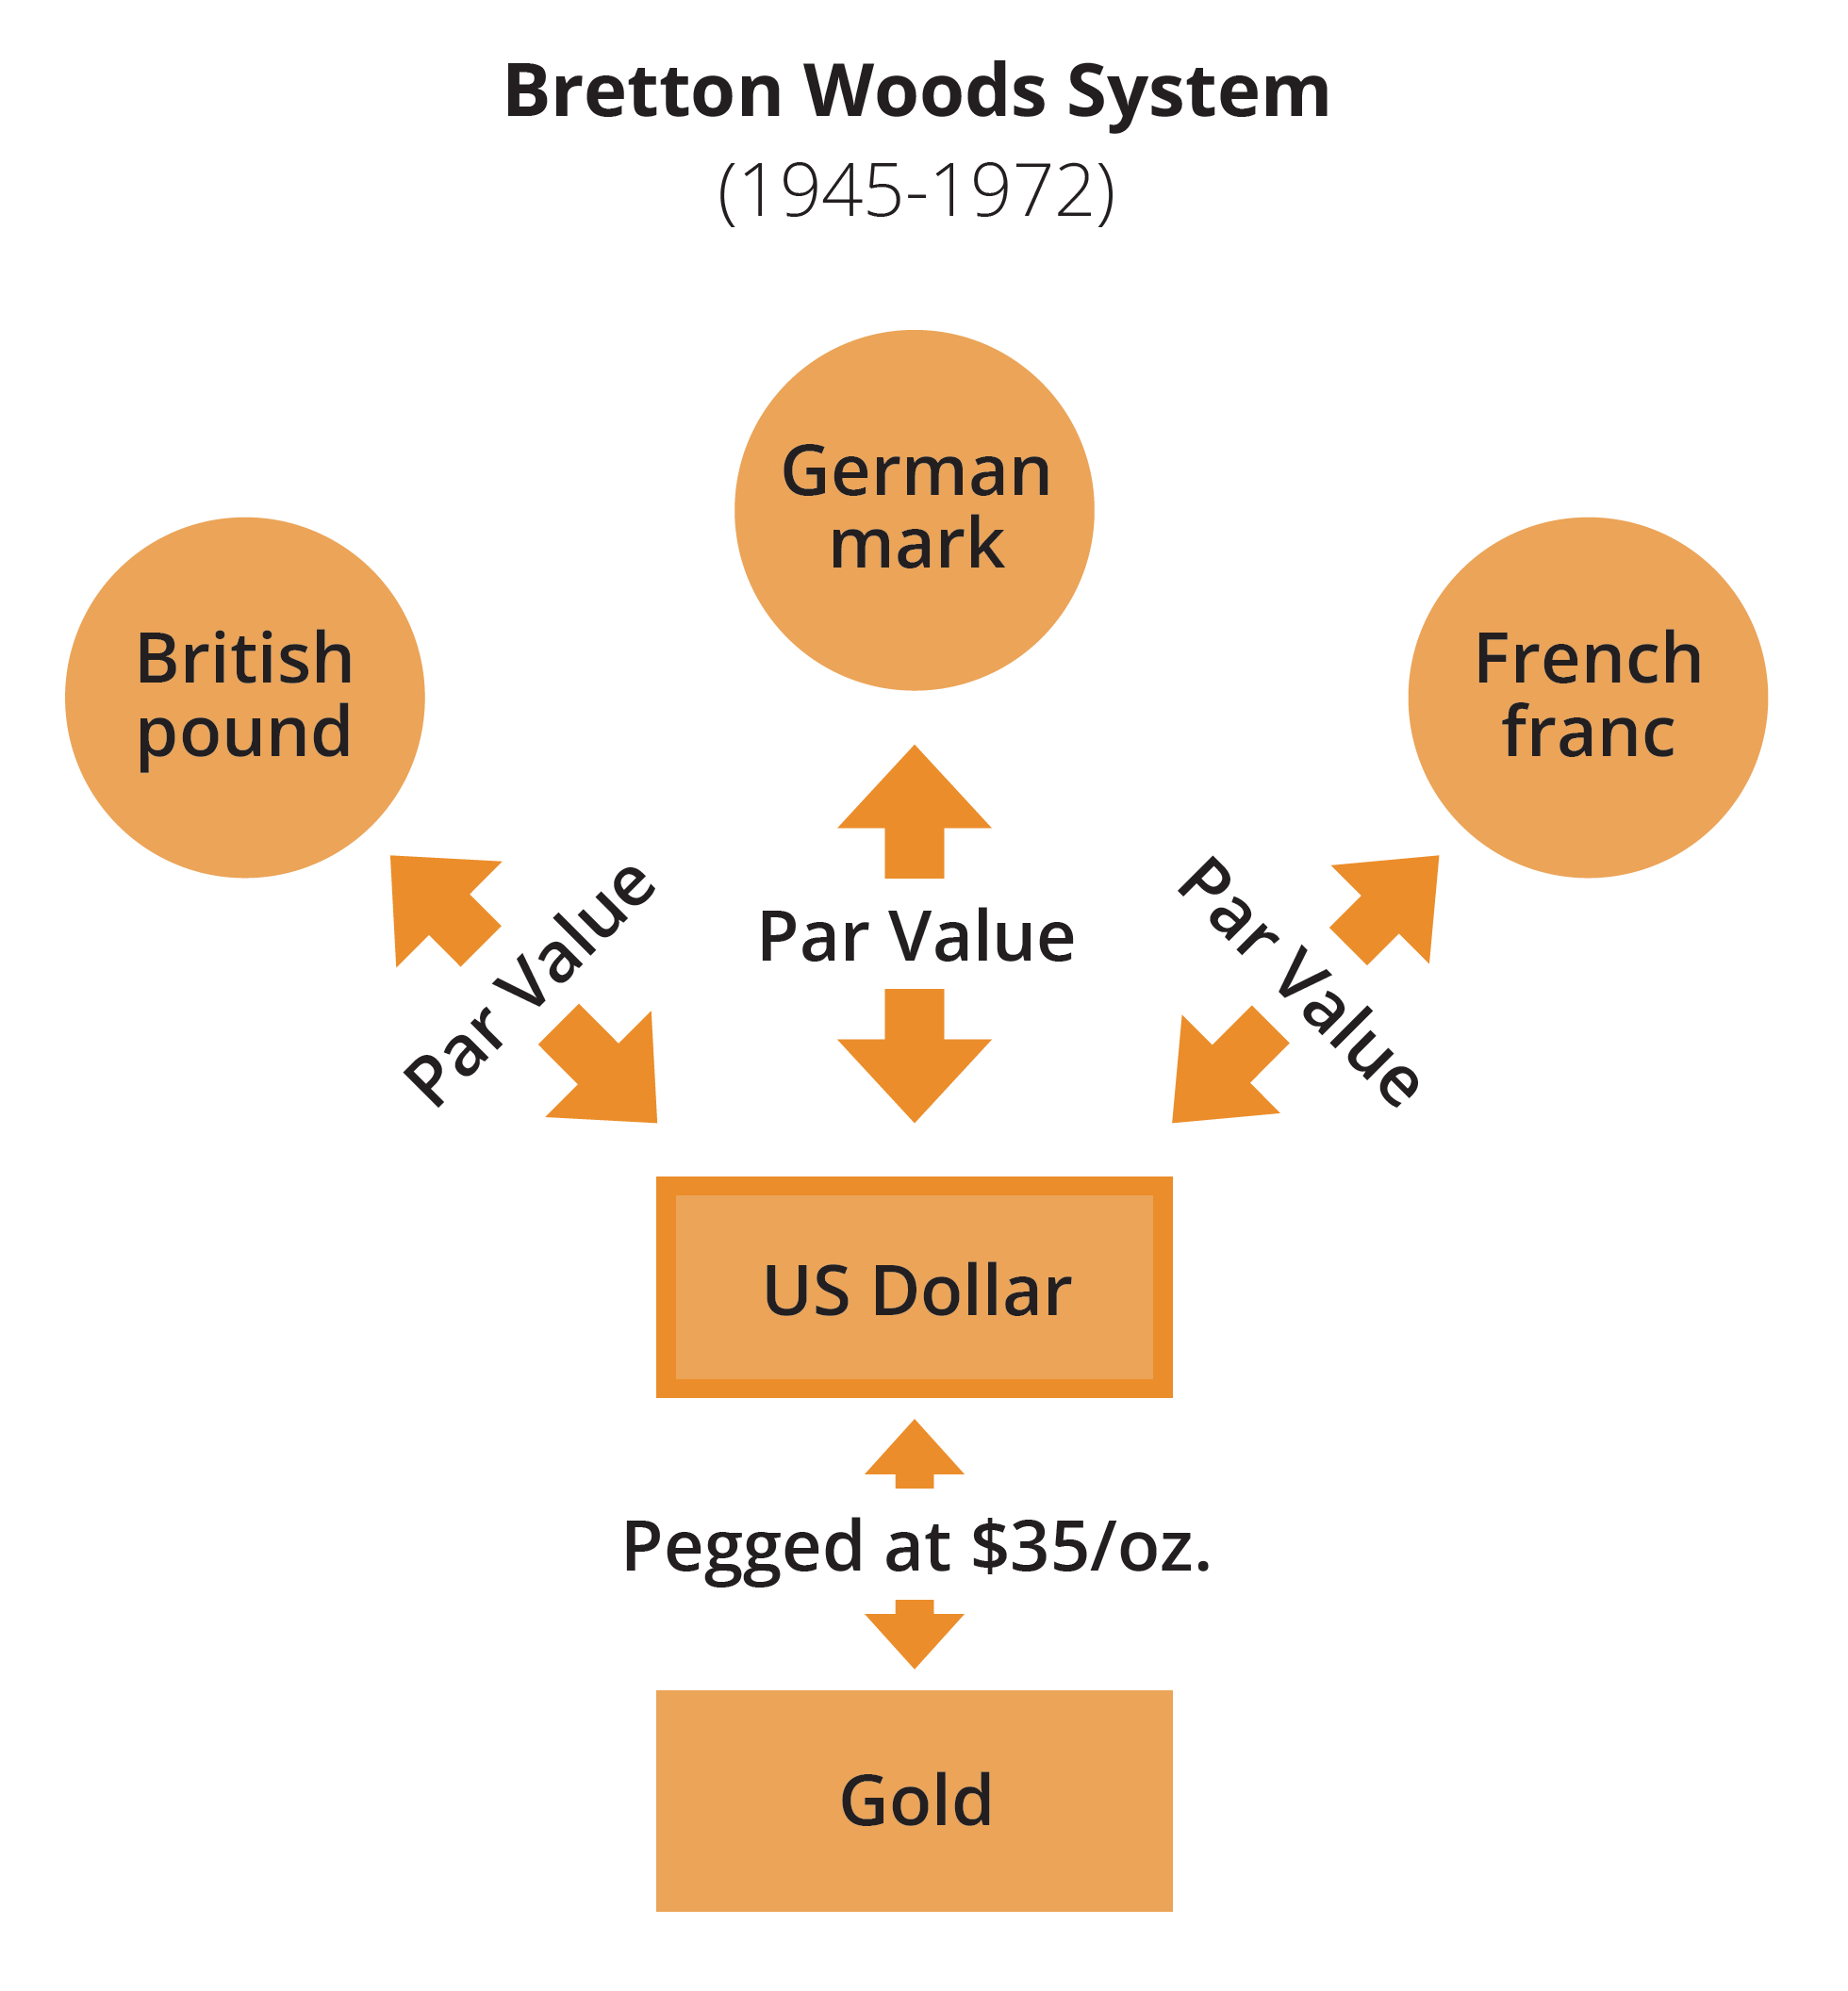 Bretton Woods System
(1945-1972)
German
mark
British
pound
French
franc
Par Value
Par Value
Par Value
US Dollar
Pegged at $35/oz.
Gold